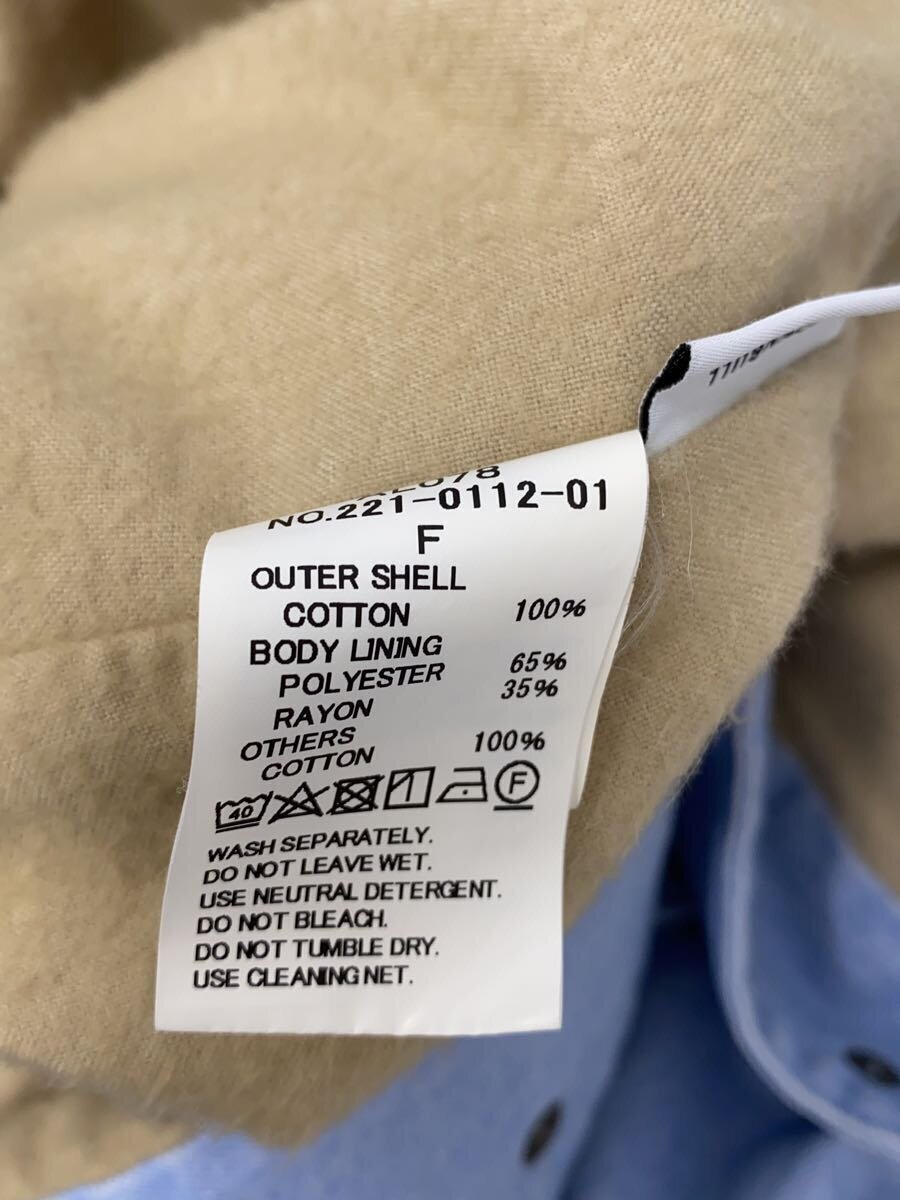 NO.221-0112-01
F
OUTER SHELL
COTTON 100%
BODY LINING
POLYESTER 65%
RAYON 35%
OTHERS
COTTON 100%
40 F
WASH SEPARATELY.
DO NOT LEAVE WET.
USE NEUTRAL DETERGENT.
DO NOT BLEACH.
DO NOT TUMBLE DRY.
USE CLEANING NET.